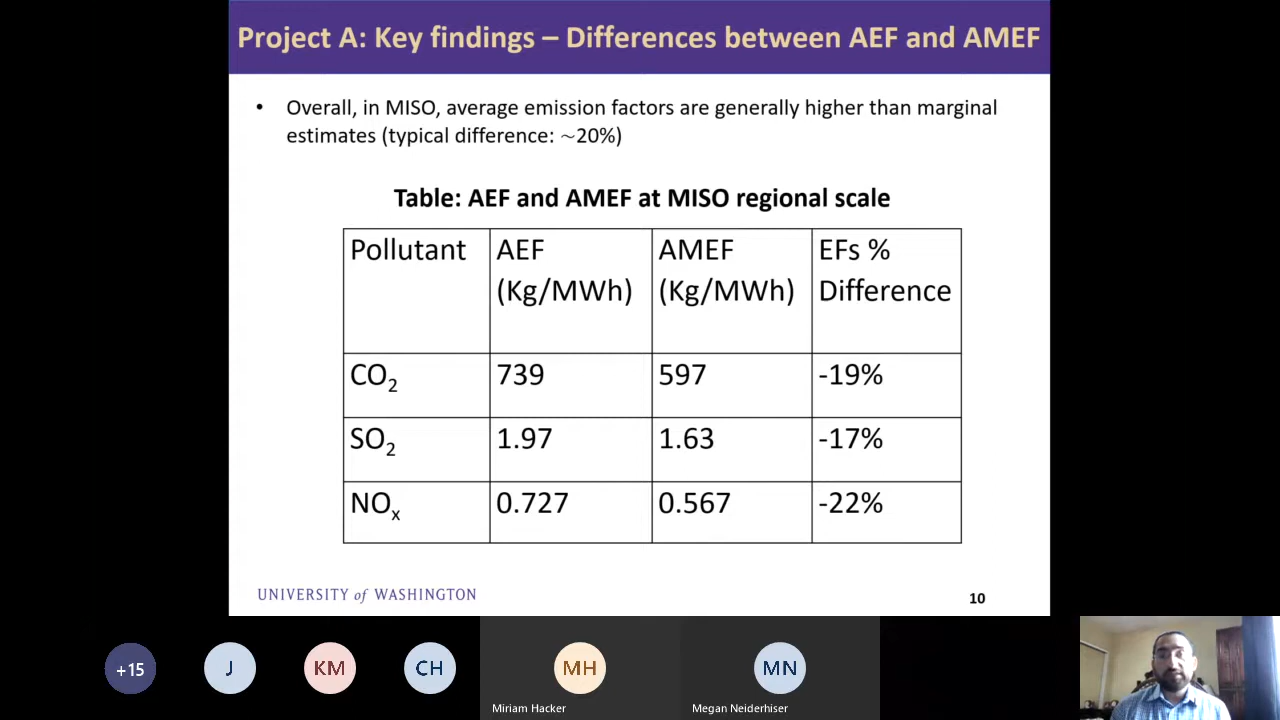 Project A: Key findings – Differences between AEF and AMEF
• Overall, in MISO, average emission factors are generally higher than marginal
estimates (typical difference: ~20%)
Table: AEF and AMEF at MISO regional scale
Pollutant AEF (Kg/MWh) AMEF (Kg/MWh) EFs % Difference
CO₂ 739 597 -19%
SO₂ 1.97 1.63 -17%
NOₓ 0.727 0.567 -22%
UNIVERSITY of WASHINGTON
10
+15 J KM CH MH MN
Miriam Hacker Megan Neiderhiser